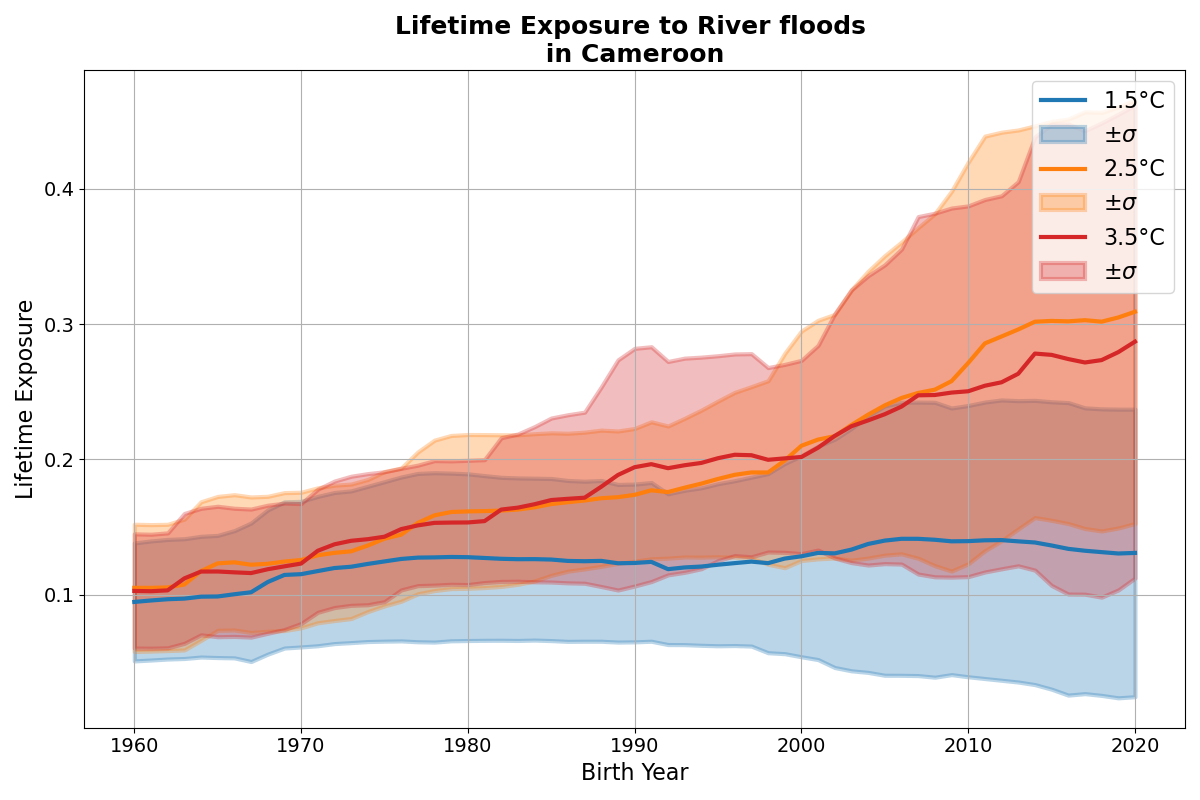 Lifetime Exposure to River floods
in Cameroon
Lifetime Exposure
0.4
0.3
0.2
0.1
1.5°C
±σ
2.5°C
±σ
3.5°C
±σ
1960 1970 1980 1990 2000 2010 2020
Birth Year